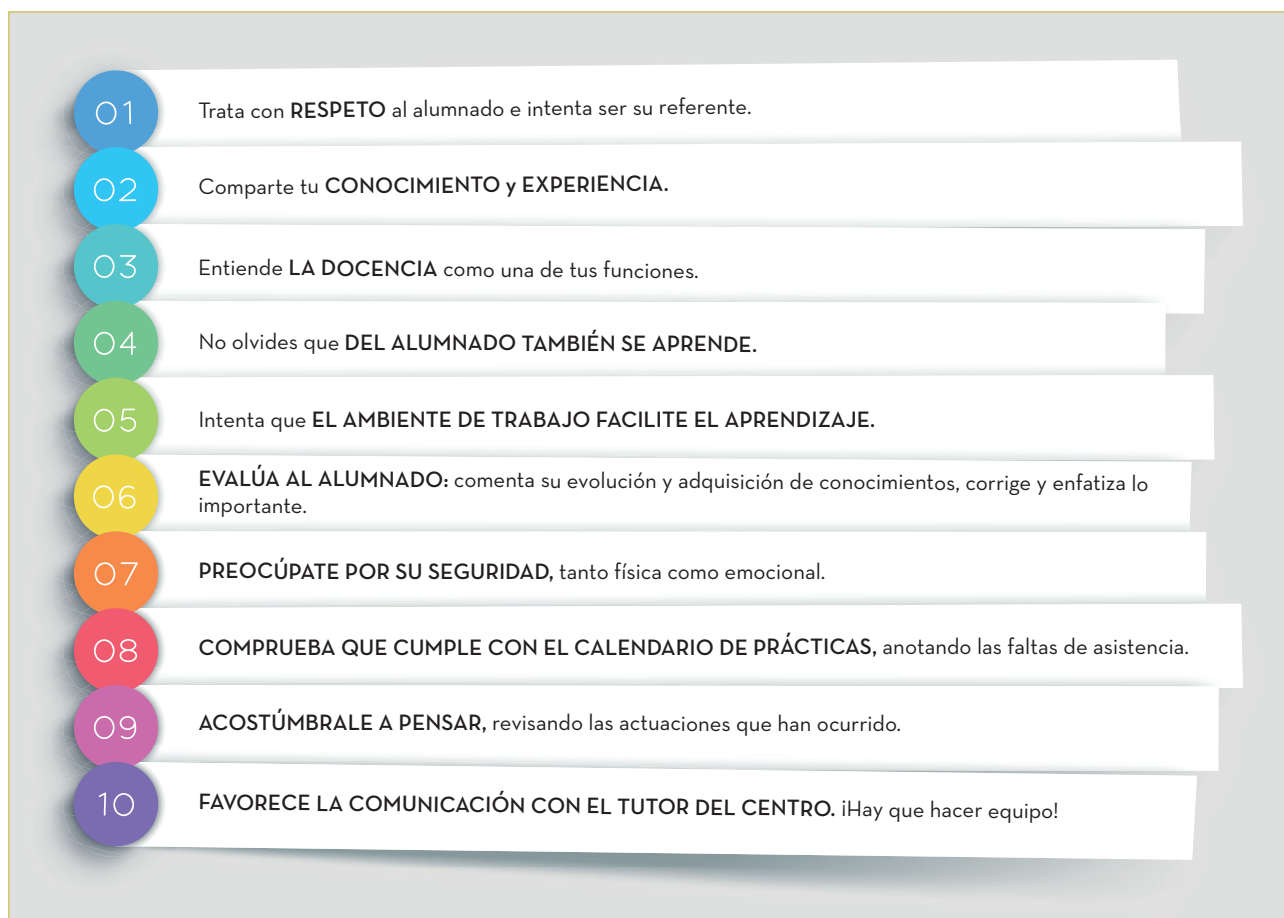 01
Trata con RESPETO al alumnado e intenta ser su referente.
02
Comparte tu CONOCIMIENTO y EXPERIENCIA.
03
Entiende LA DOCENCIA como una de tus funciones.
04
No olvides que DEL ALUMNADO TAMBIÉN SE APRENDE.
05
Intenta que EL AMBIENTE DE TRABAJO FACILITE EL APRENDIZAJE.
06
EVALÚA AL ALUMNADO: comenta su evolución y adquisición de conocimientos, corrige y enfatiza lo
importante.
07
PREOCÚPATE POR SU SEGURIDAD, tanto física como emocional.
08
COMPRUEBA QUE CUMPLE CON EL CALENDARIO DE PRÁCTICAS, anotando las faltas de asistencia.
09
ACOSTÚMBRALE A PENSAR, revisando las actuaciones que han ocurrido.
10
FAVORECE LA COMUNICACIÓN CON EL TUTOR DEL CENTRO. ¡Hay que hacer equipo!